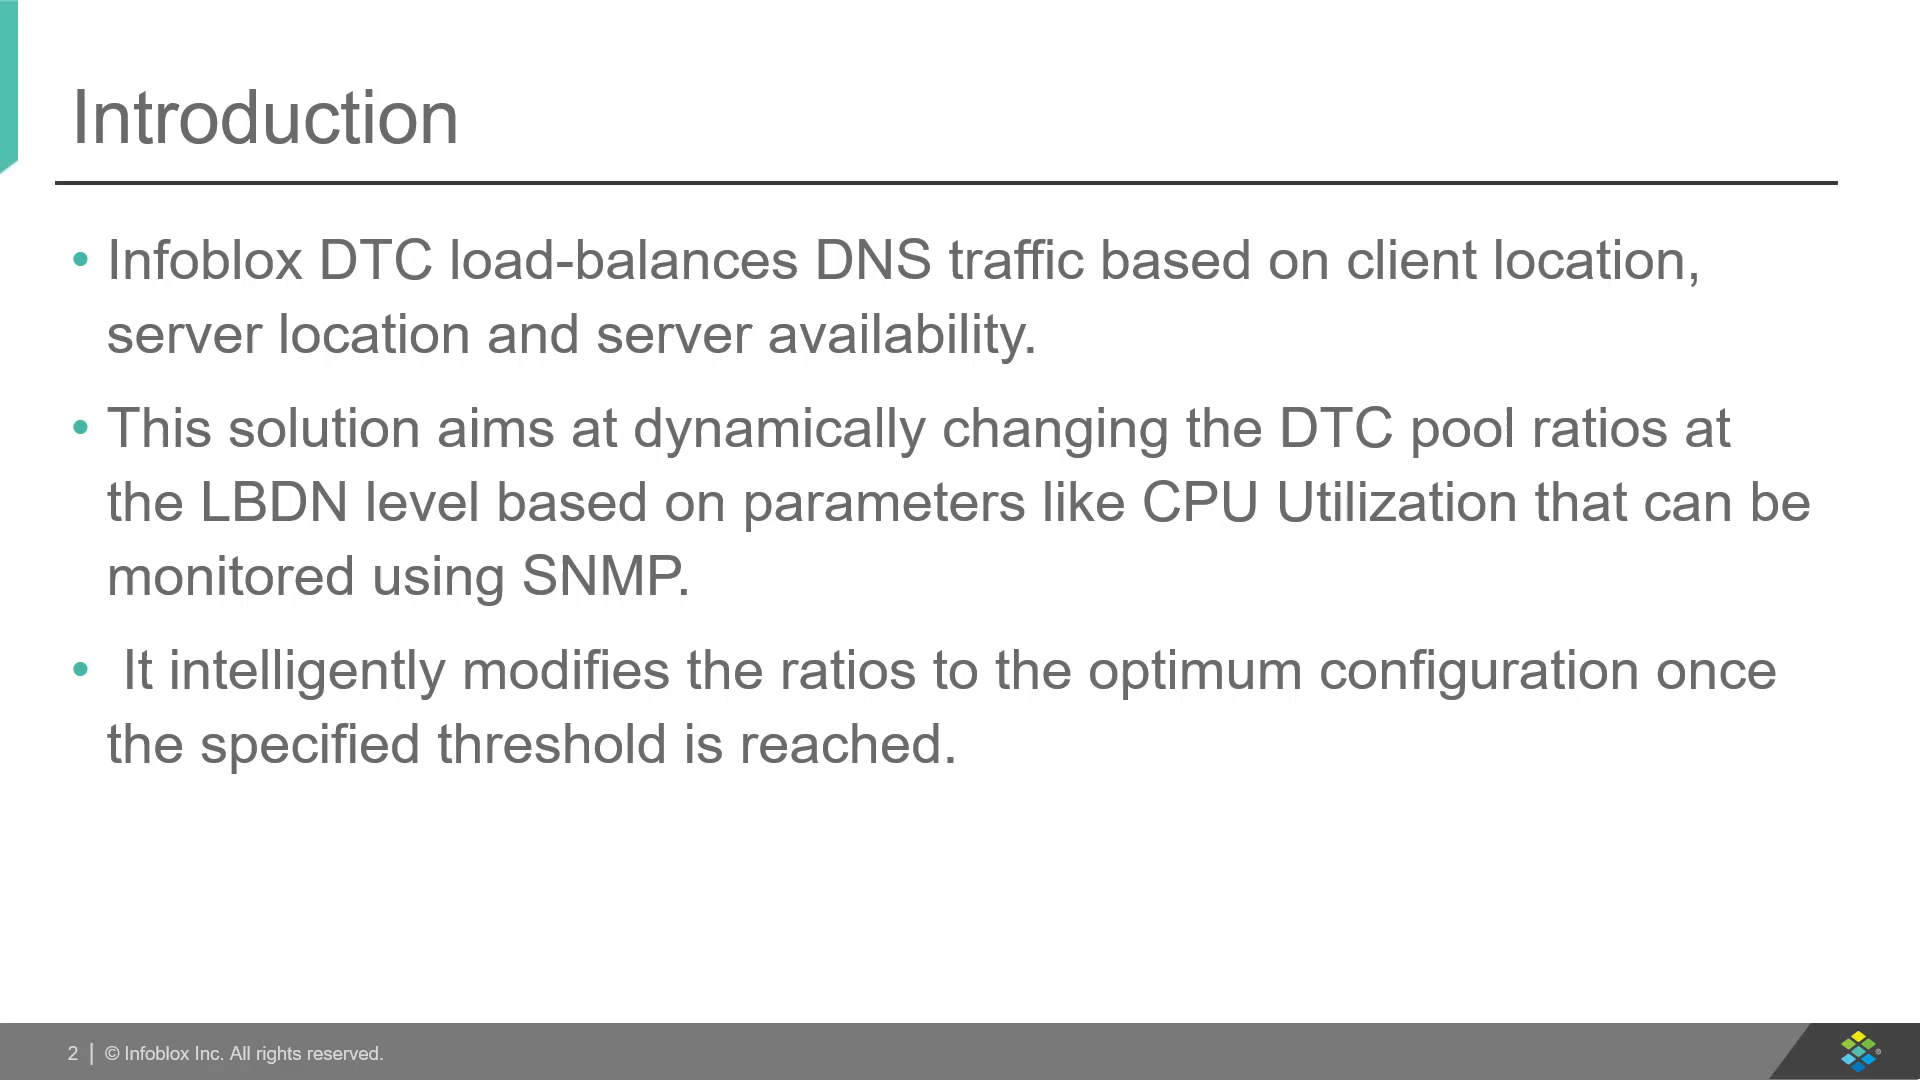 Introduction
• Infoblox DTC load-balances DNS traffic based on client location,
server location and server availability.
• This solution aims at dynamically changing the DTC pool ratios at
the LBDN level based on parameters like CPU Utilization that can be
monitored using SNMP.
• It intelligently modifies the ratios to the optimum configuration once
the specified threshold is reached.
2 | © Infoblox Inc. All rights reserved.
®